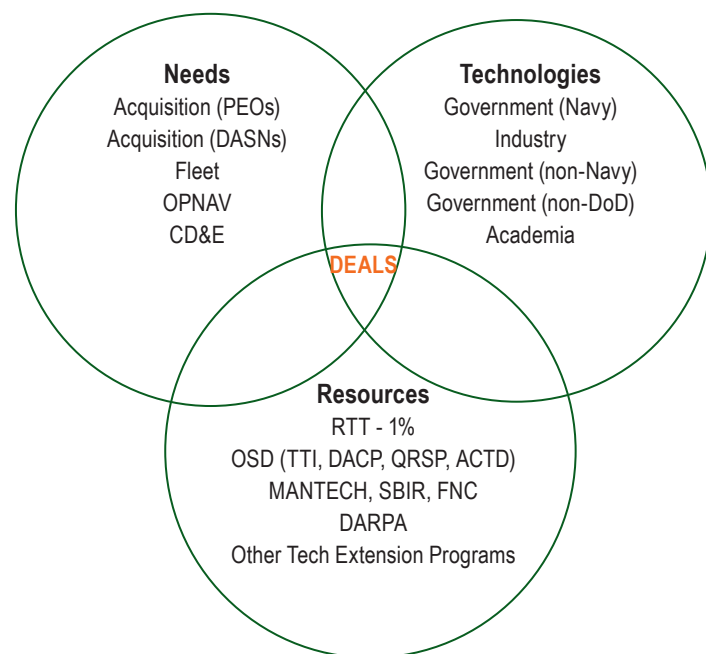 Needs
Acquisition (PEOs)
Acquisition (DASNs)
Fleet
OPNAV
CD&E
Technologies
Government (Navy)
Industry
Government (non-Navy)
Government (non-DoD)
Academia
DEALS
Resources
RTT - 1%
OSD (TTI, DACP, QRSP, ACTD)
MANTECH, SBIR, FNC
DARPA
Other Tech Extension Programs